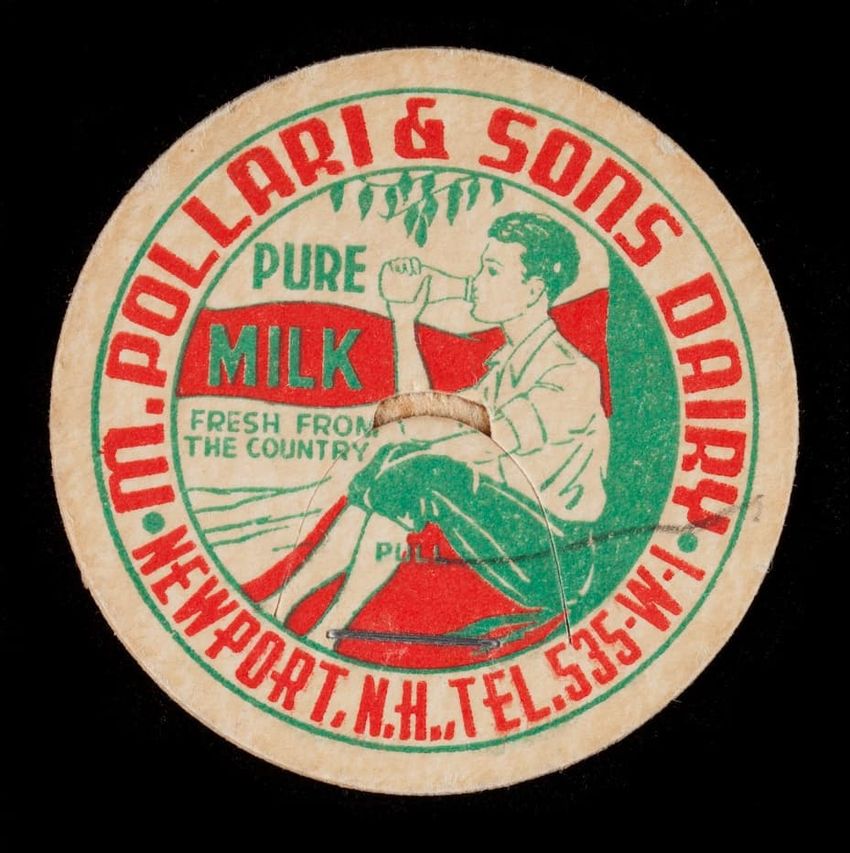 M. POLLARI & SONS DAIRY
PURE
MILK
FRESH FROM
THE COUNTRY
PULL
NEWPORT, N.H., TEL. 535-W-1